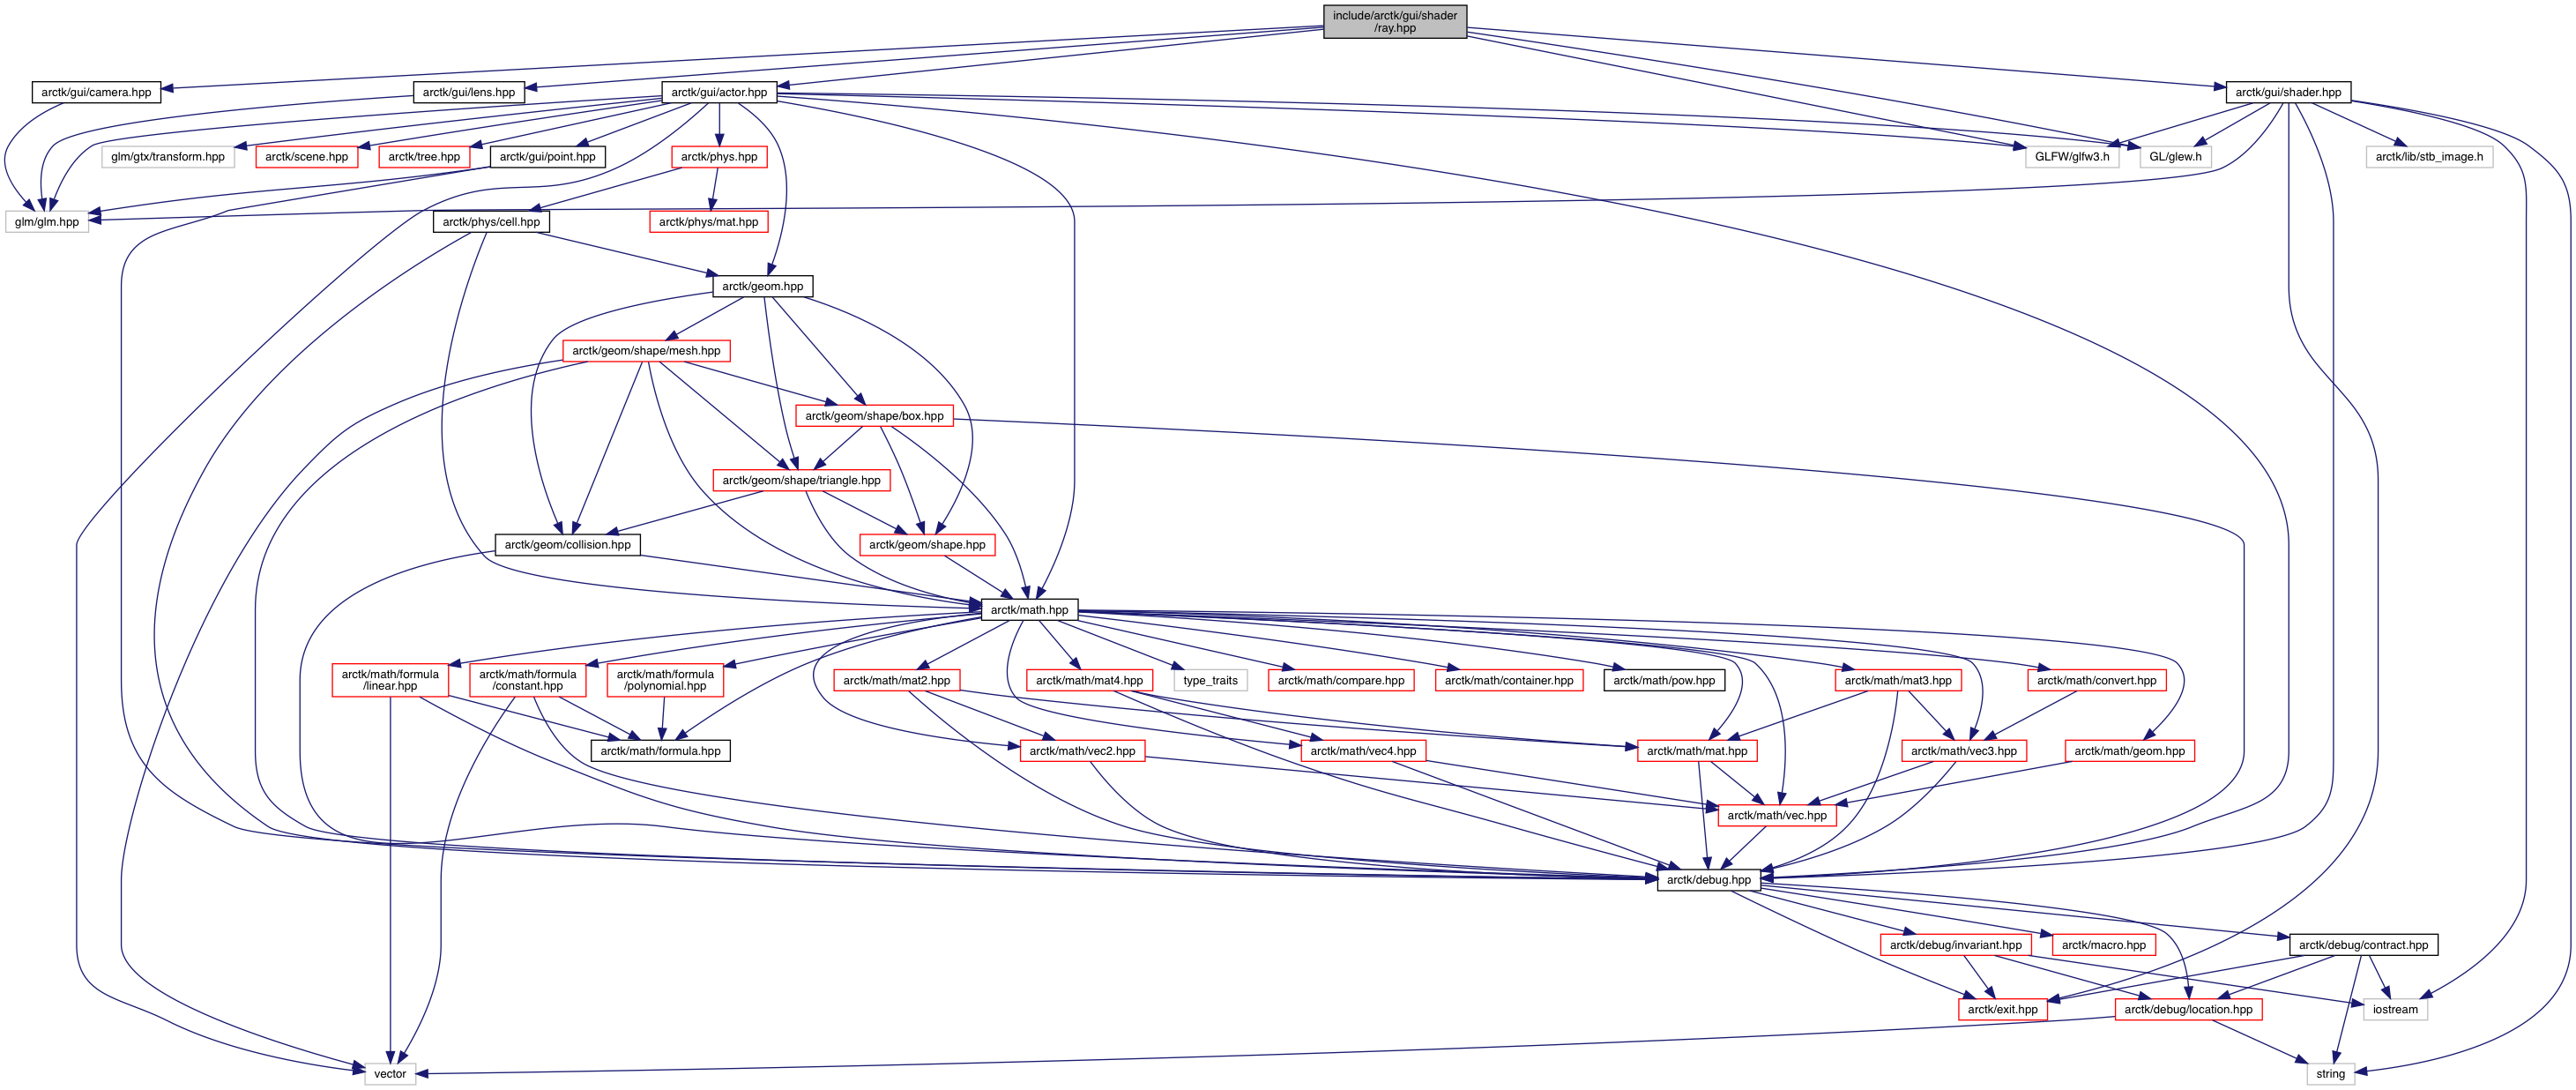 include/arctk/gui/shader
/ray.hpp
arctk/gui/camera.hpp
arctk/gui/lens.hpp
arctk/gui/actor.hpp
arctk/gui/shader.hpp
glm/gtx/transform.hpp
arctk/scene.hpp
arctk/tree.hpp
arctk/gui/point.hpp
arctk/phys.hpp
GLFW/glfw3.h
GL/glew.h
arctk/lib/stb_image.h
glm/glm.hpp
arctk/phys/cell.hpp
arctk/phys/mat.hpp
arctk/geom.hpp
arctk/geom/shape/mesh.hpp
arctk/geom/shape/box.hpp
arctk/geom/shape/triangle.hpp
arctk/geom/collision.hpp
arctk/geom/shape.hpp
arctk/math.hpp
arctk/math/formula
/linear.hpp
arctk/math/formula
/constant.hpp
arctk/math/formula
/polynomial.hpp
arctk/math/mat2.hpp
arctk/math/mat4.hpp
type_traits
arctk/math/compare.hpp
arctk/math/container.hpp
arctk/math/pow.hpp
arctk/math/mat3.hpp
arctk/math/convert.hpp
arctk/math/formula.hpp
arctk/math/vec2.hpp
arctk/math/vec4.hpp
arctk/math/mat.hpp
arctk/math/vec3.hpp
arctk/math/geom.hpp
arctk/math/vec.hpp
arctk/debug.hpp
arctk/debug/invariant.hpp
arctk/macro.hpp
arctk/debug/contract.hpp
arctk/exit.hpp
arctk/debug/location.hpp
iostream
vector
string